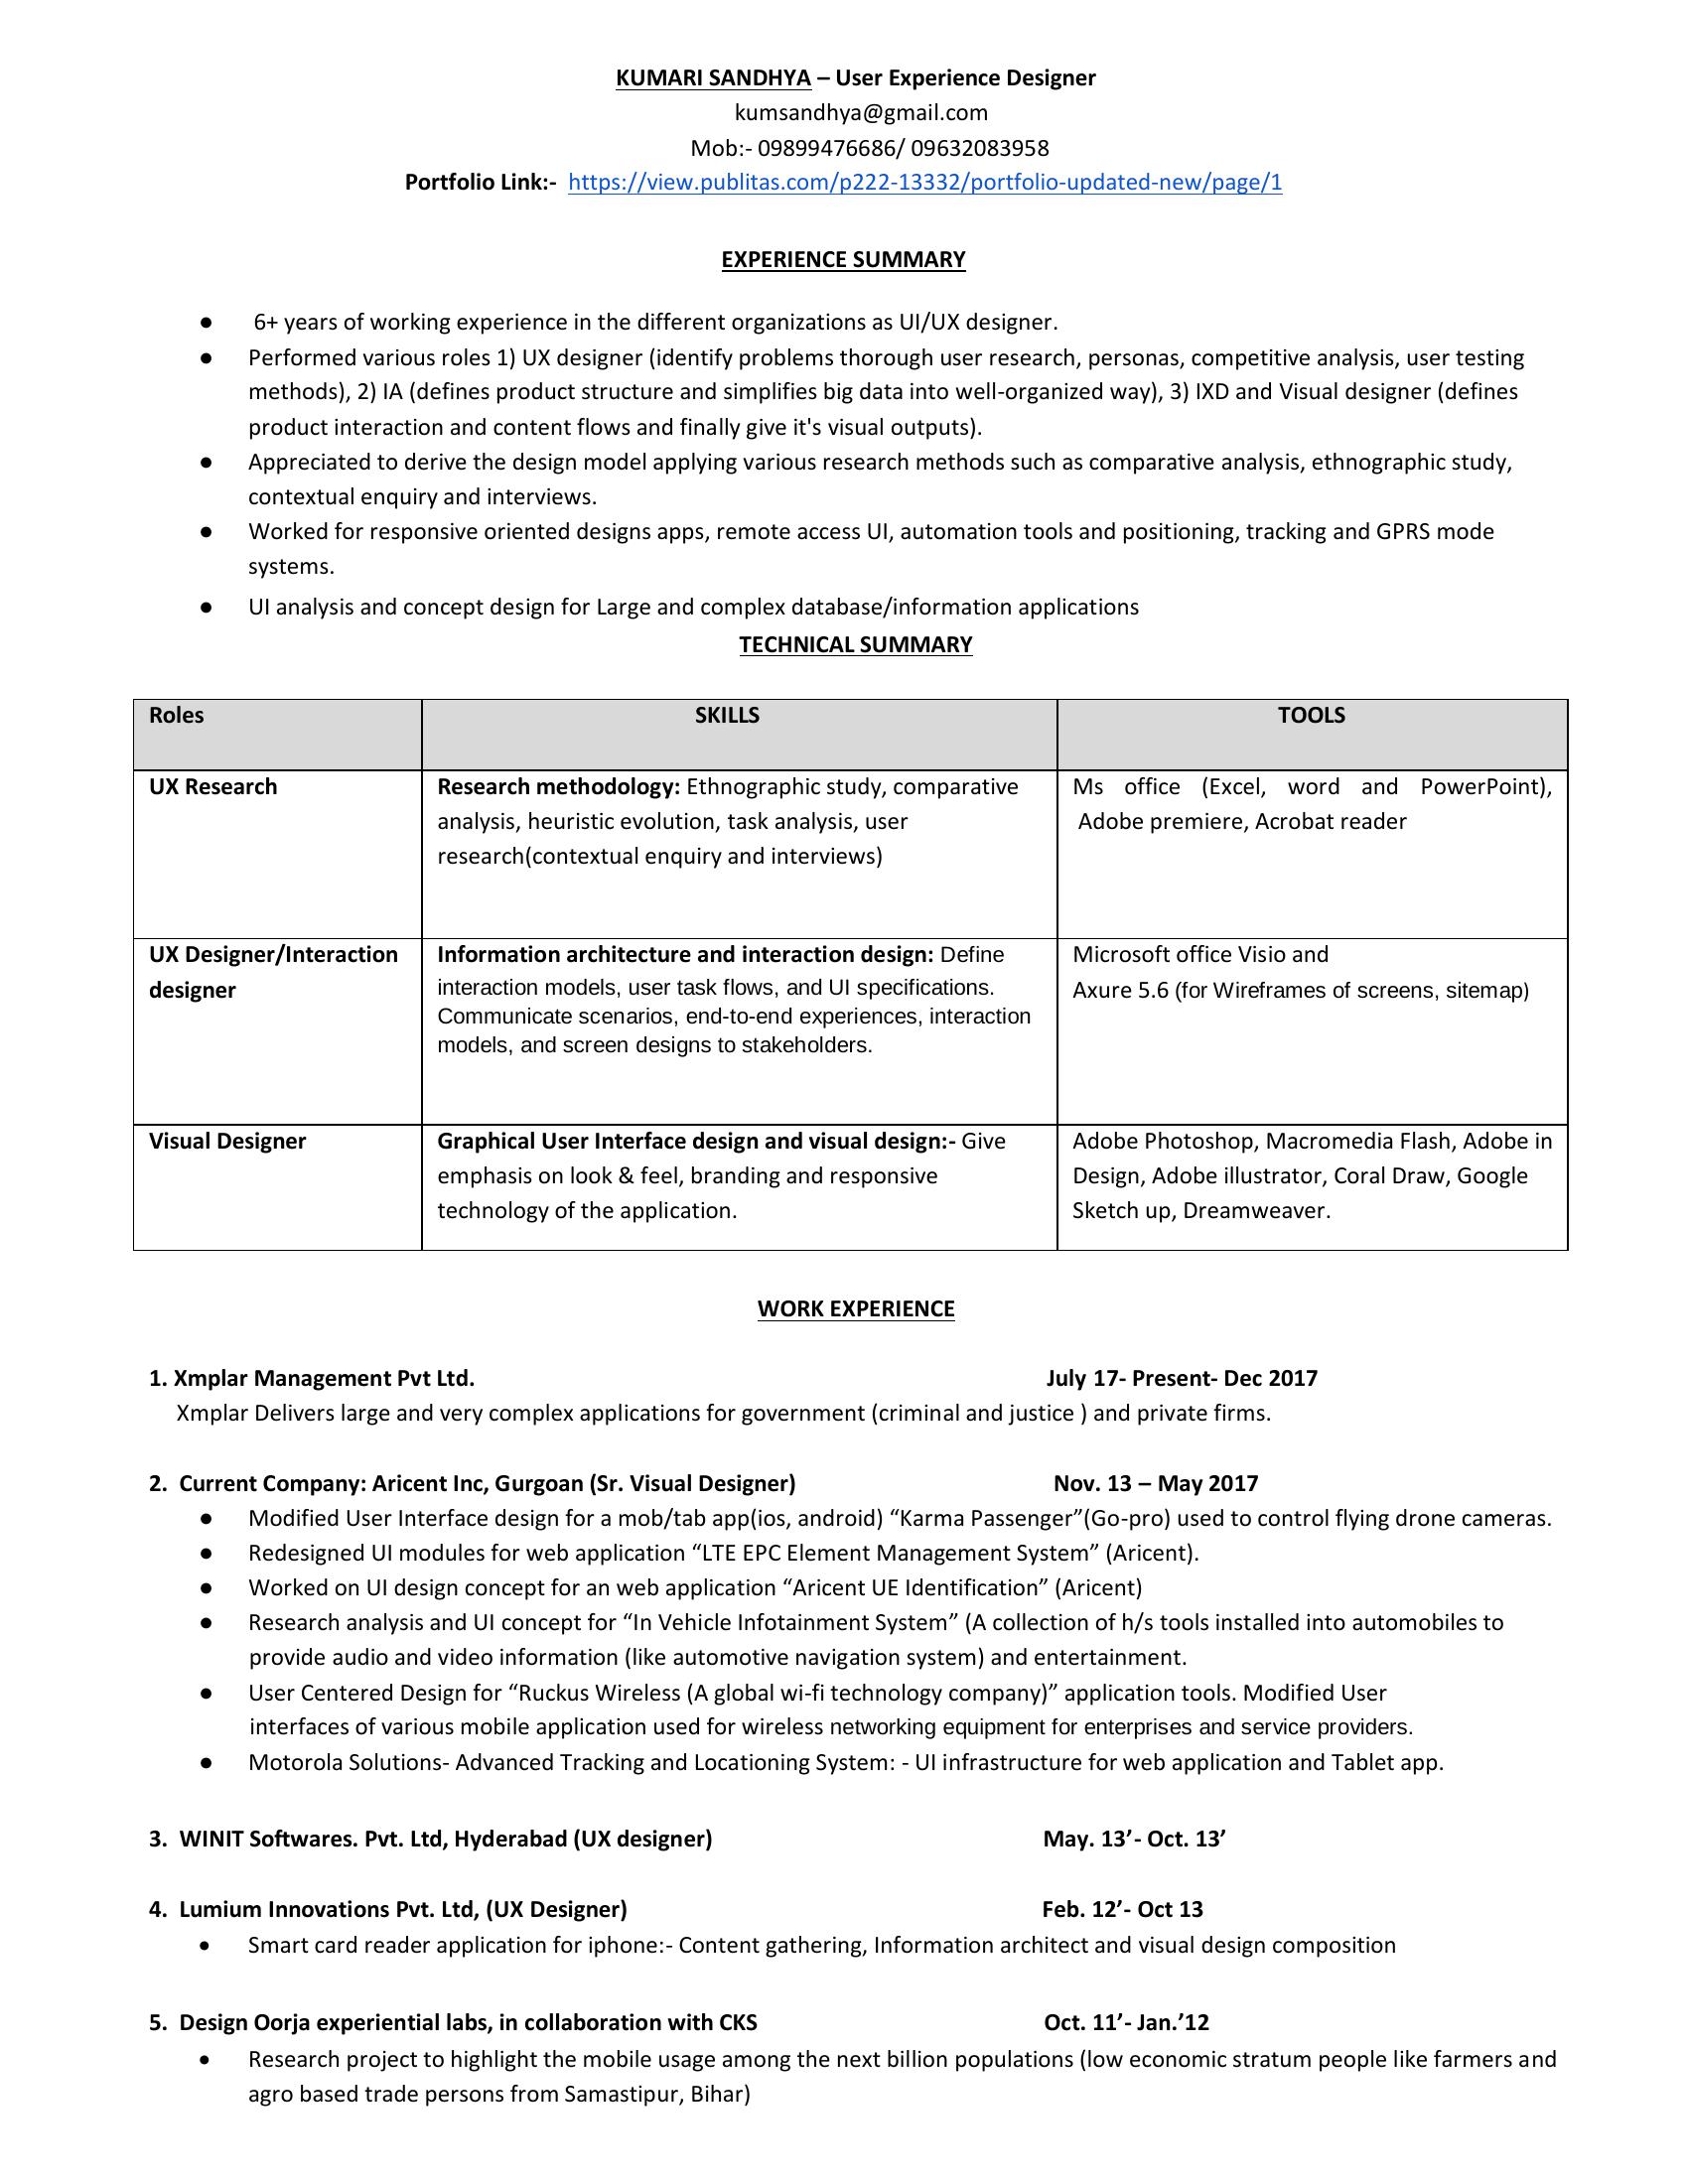 KUMARI SANDHYA – User Experience Designer
kumsandhya@gmail.com
Mob:- 09899476686/ 09632083958
Portfolio Link:- https://view.publitas.com/p222-13332/portfolio-updated-new/page/1
EXPERIENCE SUMMARY
● 6+ years of working experience in the different organizations as UI/UX designer.
● Performed various roles 1) UX designer (identify problems thorough user research, personas, competitive analysis, user testing
methods), 2) IA (defines product structure and simplifies big data into well-organized way), 3) IXD and Visual designer (defines
product interaction and content flows and finally give it's visual outputs).
● Appreciated to derive the design model applying various research methods such as comparative analysis, ethnographic study,
contextual enquiry and interviews.
● Worked for responsive oriented designs apps, remote access UI, automation tools and positioning, tracking and GPRS mode
systems.
● UI analysis and concept design for Large and complex database/information applications
TECHNICAL SUMMARY
Roles SKILLS TOOLS
UX Research
Research methodology: Ethnographic study, comparative
analysis, heuristic evolution, task analysis, user
research(contextual enquiry and interviews)
Ms office (Excel, word and PowerPoint),
Adobe premiere, Acrobat reader
UX Designer/Interaction
designer
Information architecture and interaction design: Define
interaction models, user task flows, and UI specifications.
Communicate scenarios, end-to-end experiences, interaction
models, and screen designs to stakeholders.
Microsoft office Visio and
Axure 5.6 (for Wireframes of screens, sitemap)
Visual Designer
Graphical User Interface design and visual design:- Give
emphasis on look & feel, branding and responsive
technology of the application.
Adobe Photoshop, Macromedia Flash, Adobe in
Design, Adobe illustrator, Coral Draw, Google
Sketch up, Dreamweaver.
WORK EXPERIENCE
1. Xmplar Management Pvt Ltd. July 17- Present- Dec 2017
Xmplar Delivers large and very complex applications for government (criminal and justice ) and private firms.
2. Current Company: Aricent Inc, Gurgoan (Sr. Visual Designer) Nov. 13 – May 2017
● Modified User Interface design for a mob/tab app(ios, android) “Karma Passenger”(Go-pro) used to control flying drone cameras.
● Redesigned UI modules for web application “LTE EPC Element Management System” (Aricent).
● Worked on UI design concept for an web application “Aricent UE Identification” (Aricent)
● Research analysis and UI concept for “In Vehicle Infotainment System” (A collection of h/s tools installed into automobiles to
provide audio and video information (like automotive navigation system) and entertainment.
● User Centered Design for “Ruckus Wireless (A global wi-fi technology company)” application tools. Modified User
interfaces of various mobile application used for wireless networking equipment for enterprises and service providers.
● Motorola Solutions- Advanced Tracking and Locationing System: - UI infrastructure for web application and Tablet app.
3. WINIT Softwares. Pvt. Ltd, Hyderabad (UX designer) May. 13’- Oct. 13’
4. Lumium Innovations Pvt. Ltd, (UX Designer) Feb. 12’- Oct 13
● Smart card reader application for iphone:- Content gathering, Information architect and visual design composition
5. Design Oorja experiential labs, in collaboration with CKS Oct. 11’- Jan.’12
● Research project to highlight the mobile usage among the next billion populations (low economic stratum people like farmers and
agro based trade persons from Samastipur, Bihar)